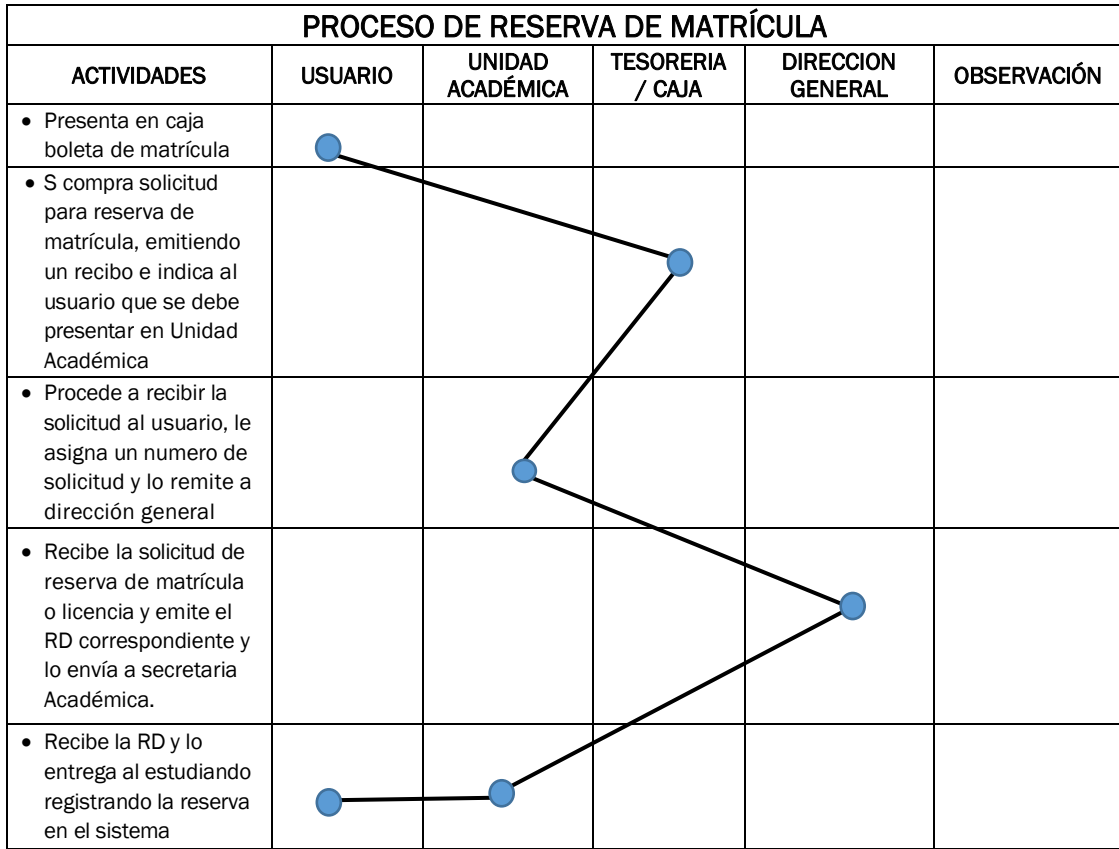 PROCESO DE RESERVA DE MATRÍCULA
ACTIVIDADES
USUARIO
UNIDAD
ACADÉMICA
TESORERIA
/ CAJA
DIRECCION
GENERAL
OBSERVACIÓN
• Presenta en caja
boleta de matrícula
• S compra solicitud
para reserva de
matrícula, emitiendo
un recibo e indica al
usuario que se debe
presentar en Unidad
Académica
• Procede a recibir la
solicitud al usuario, le
asigna un numero de
solicitud y lo remite a
dirección general
• Recibe la solicitud de
reserva de matrícula
o licencia y emite el
RD correspondiente y
lo envía a secretaria
Académica.
• Recibe la RD y lo
entrega al estudiando
registrando la reserva
en el sistema